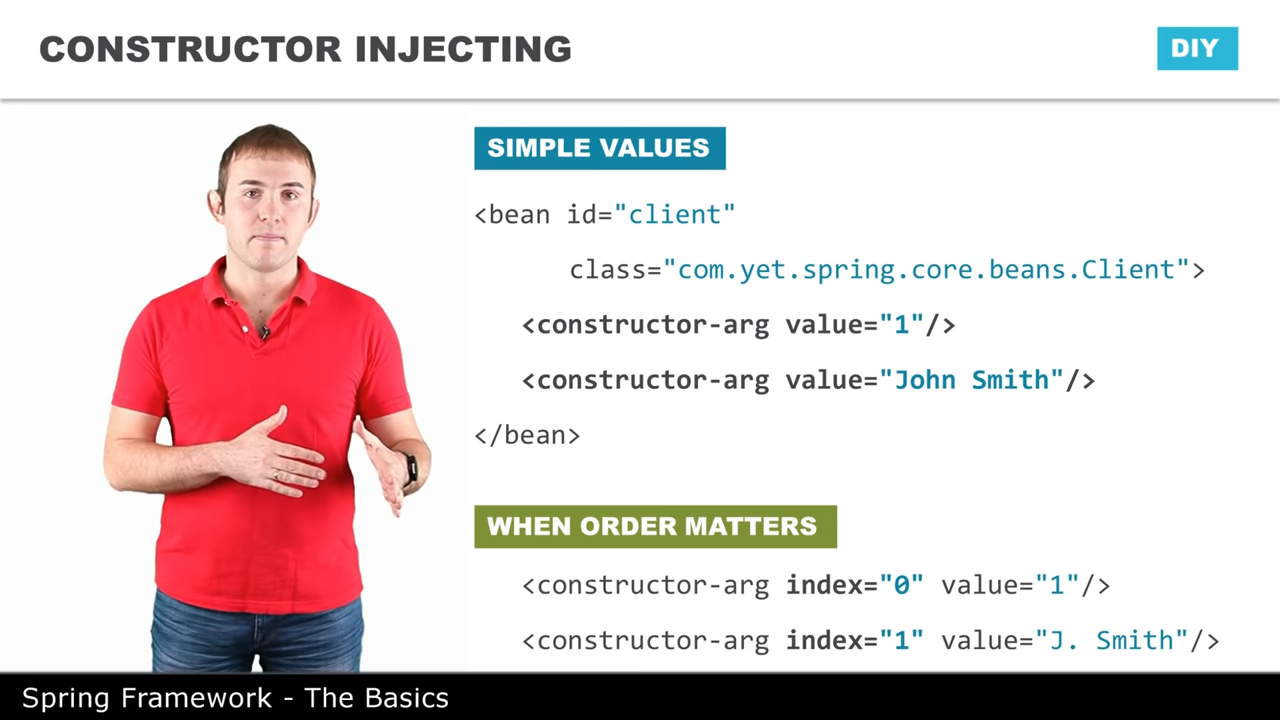 CONSTRUCTOR INJECTING
DIY
SIMPLE VALUES
<bean id="client"
class="com.yet.spring.core.beans.Client">
<constructor-arg value="1"/>
<constructor-arg value="John Smith"/>
</bean>
WHEN ORDER MATTERS
<constructor-arg index="0" value="1"/>
<constructor-arg index="1" value="J. Smith"/>
Spring Framework - The Basics